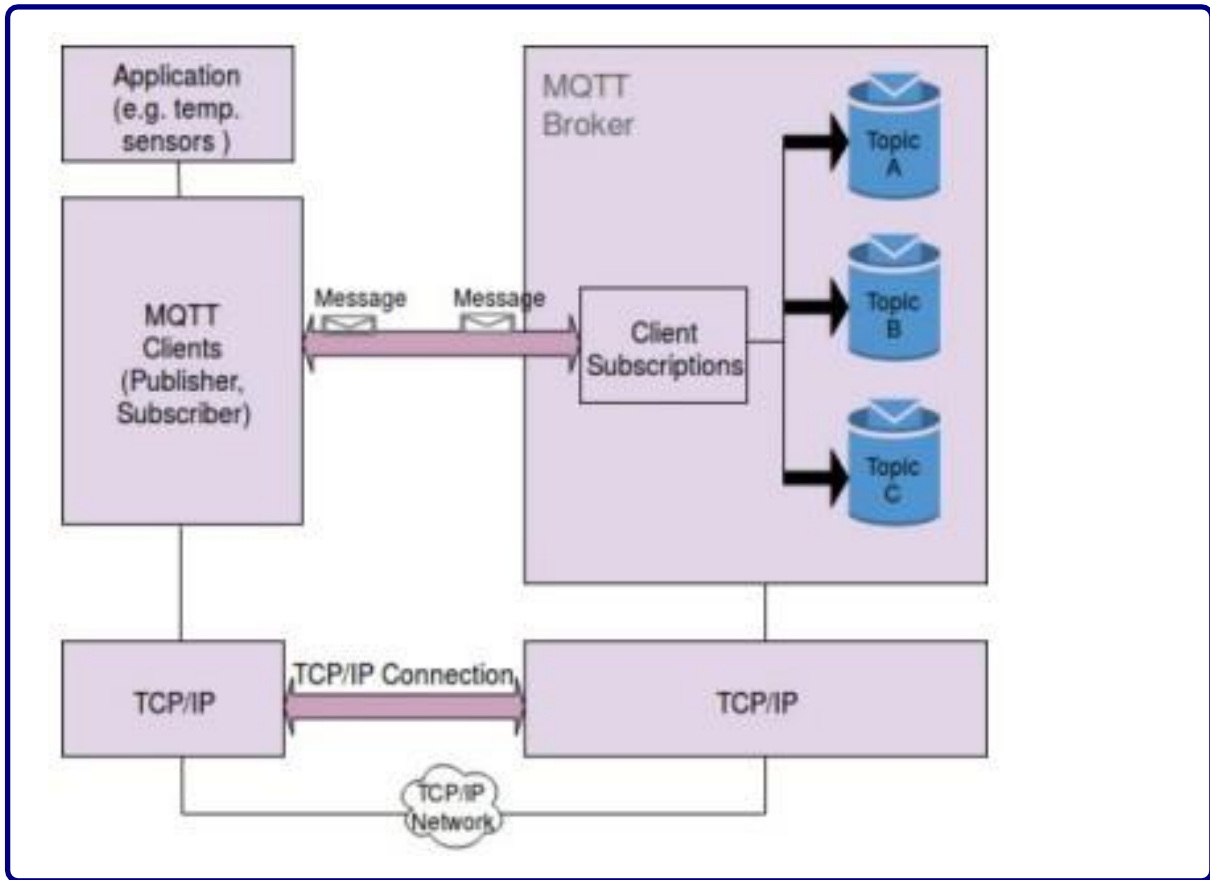 Application
(e.g. temp.
sensors )
MQTT
Clients
(Publisher,
Subscriber)
Message
Message
MQTT
Broker
Client
Subscriptions
Topic
A
Topic
B
Topic
C
TCP/IP
TCP/IP Connection
TCP/IP
TCP/IP
Network